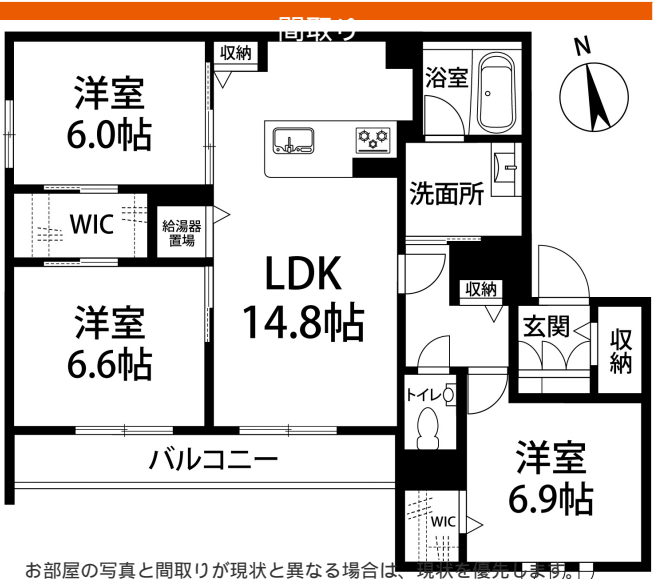 間取り
収納
N
洋室
6.0帖
浴室
洗面所
WIC
給湯器
置場
LDK
14.8帖
収納
洋室
6.6帖
玄関
収納
トイレ
バルコニー
洋室
6.9帖
WIC
お部屋の写真と間取りが現状と異なる場合は、現状を優先します。